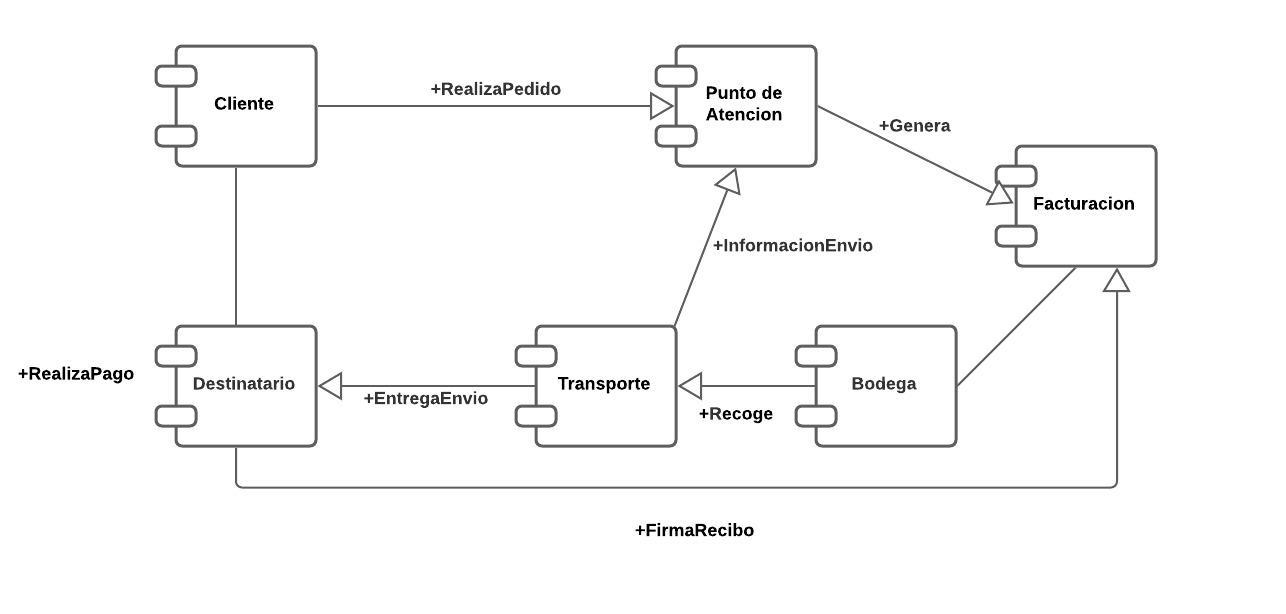 +RealizaPedido
Cliente
Punto de
Atencion
+Genera
Facturacion
+InformacionEnvio
+RealizaPago
Destinatario
+EntregaEnvio
Transporte
+Recoge
Bodega
+FirmaRecibo